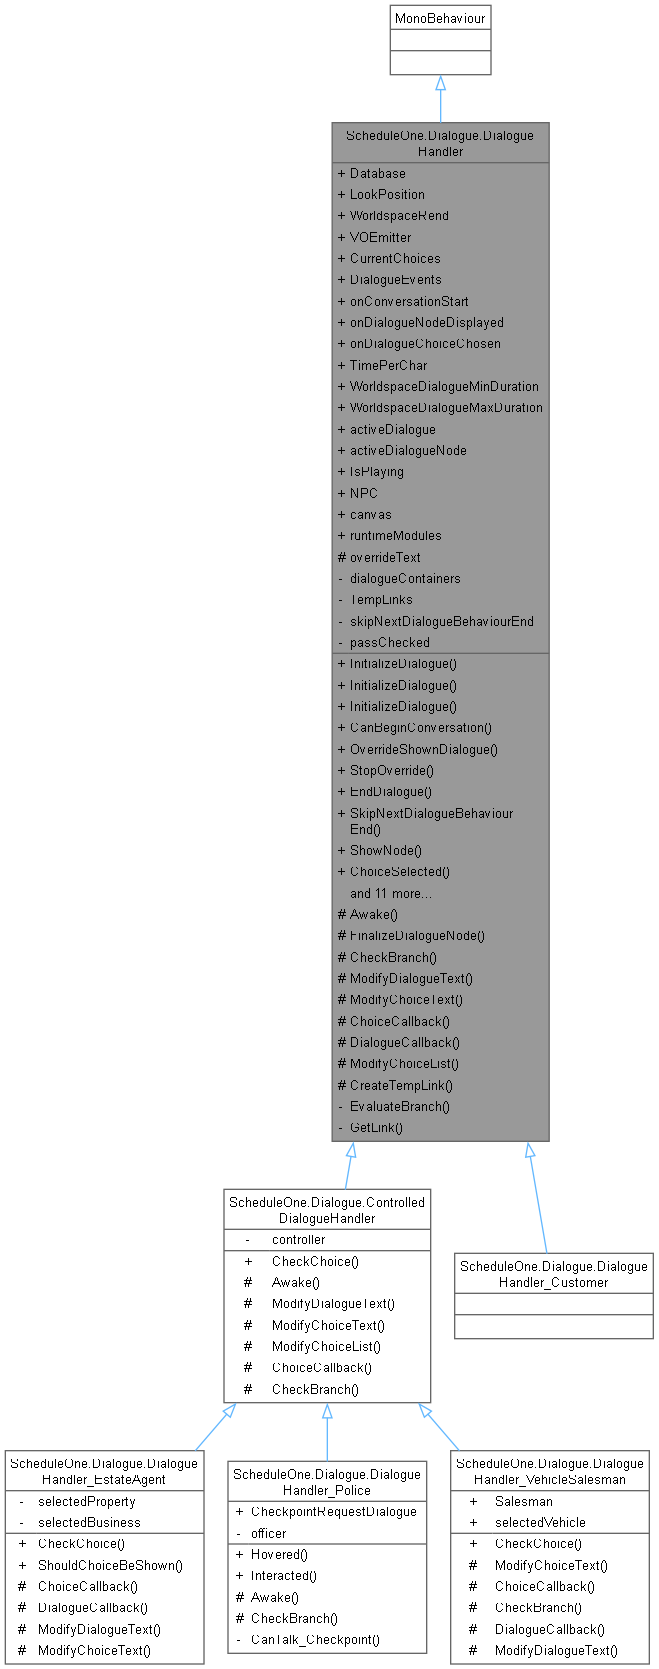 MonoBehaviour
ScheduleOne.Dialogue.Dialogue
Handler
+ Database
+ LookPosition
+ WorldspaceRend
+ VOEmitter
+ CurrentChoices
+ DialogueEvents
+ onConversationStart
+ onDialogueNodeDisplayed
+ onDialogueChoiceChosen
+ TimePerChar
+ WorldspaceDialogueMinDuration
+ WorldspaceDialogueMaxDuration
+ activeDialogue
+ activeDialogueNode
+ IsPlaying
+ NPC
+ canvas
+ runtimeModules
# overrideText
- dialogueContainers
- TempLinks
- skipNextDialogueBehaviourEnd
- passChecked
+ InitializeDialogue()
+ InitializeDialogue()
+ InitializeDialogue()
+ CanBeginConversation()
+ OverrideShownDialogue()
+ StopOverride()
+ EndDialogue()
+ SkipNextDialogueBehaviour
End()
+ ShowNode()
+ ChoiceSelected()
and 11 more...
# Awake()
# FinalizeDialogueNode()
# CheckBranch()
# ModifyDialogueText()
# ModifyChoiceText()
# ChoiceCallback()
# DialogueCallback()
# ModifyChoiceList()
# CreateTempLink()
- EvaluateBranch()
- GetLink()
ScheduleOne.Dialogue.Controlled
DialogueHandler
- controller
+ CheckChoice()
# Awake()
# ModifyDialogueText()
# ModifyChoiceText()
# ModifyChoiceList()
# ChoiceCallback()
# CheckBranch()
ScheduleOne.Dialogue.Dialogue
Handler_Customer
ScheduleOne.Dialogue.Dialogue
Handler_EstateAgent
- selectedProperty
- selectedBusiness
+ CheckChoice()
+ ShouldChoiceBeShown()
# ChoiceCallback()
# DialogueCallback()
# ModifyDialogueText()
# ModifyChoiceText()
ScheduleOne.Dialogue.Dialogue
Handler_Police
+ CheckpointRequestDialogue
- officer
+ Hovered()
+ Interacted()
# Awake()
# CheckBranch()
- CanTalk_Checkpoint()
ScheduleOne.Dialogue.Dialogue
Handler_VehicleSalesman
+ Salesman
+ selectedVehicle
+ CheckChoice()
# ModifyChoiceText()
# ChoiceCallback()
# CheckBranch()
# DialogueCallback()
# ModifyDialogueText()